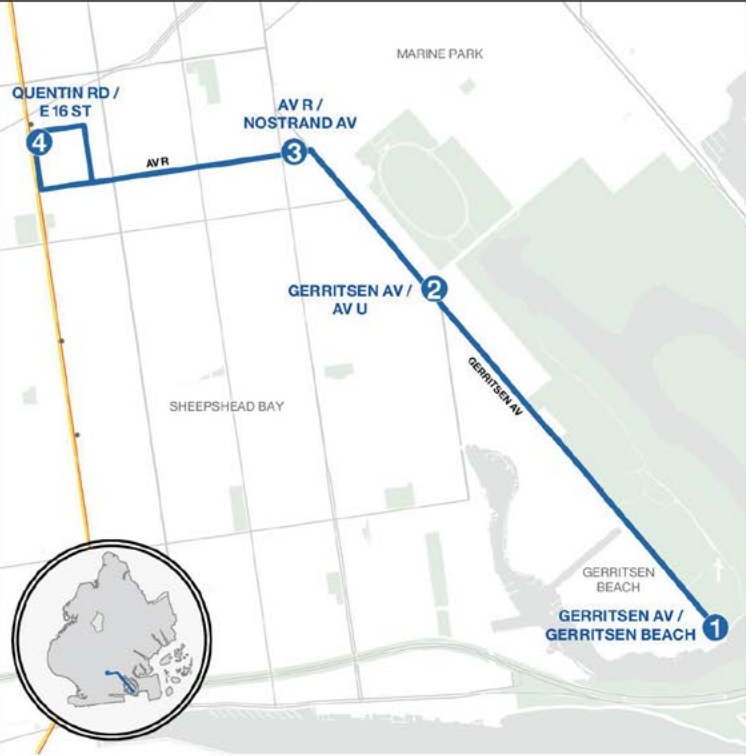 MARINE PARK
QUENTIN RD /
E 16 ST
4
AV R /
NOSTRAND AV
3
AV R
GERRITSEN AV /
AV U
2
GERRITSEN AV
SHEEPSHEAD BAY
GERRITSEN
BEACH
GERRITSEN AV /
GERRITSEN BEACH
1